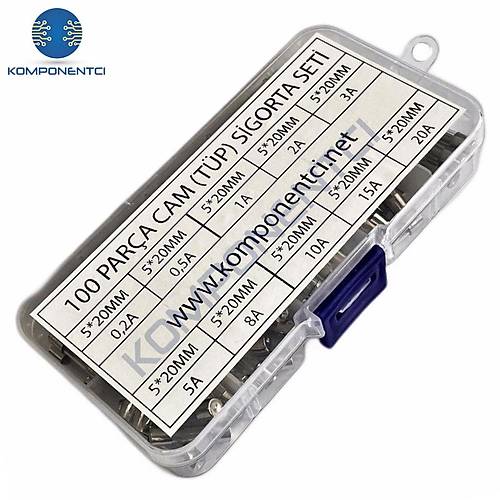 KOMPONENTCI
100 PARÇA CAM (TÜP) SİGORTA SETİ
5*20MM 5*20MM 5*20MM 5*20MM 5*20MM
0,2A 0,5A 1A 2A 3A
www.komponentci.net
KOMPONENTCI
5*20MM 5*20MM 5*20MM 5*20MM 5*20MM
5A 8A 10A 15A 20A